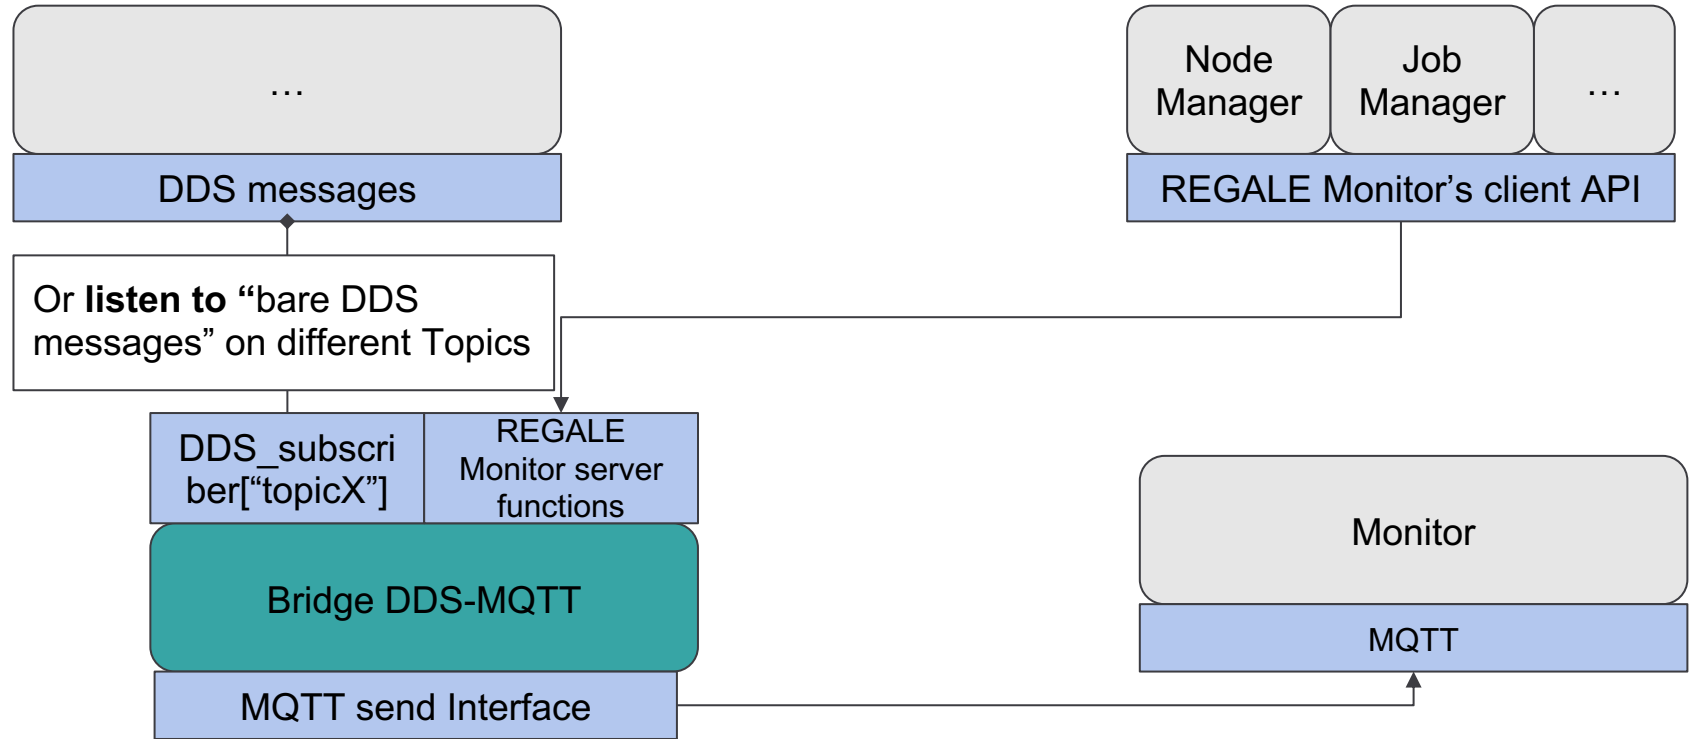 …
DDS messages
Or listen to “bare DDS
messages” on different Topics
Node
Manager
Job
Manager
…
REGALE Monitor’s client API
DDS_subscri
ber[“topicX”]
REGALE
Monitor server
functions
Bridge DDS-MQTT
MQTT send Interface
Monitor
MQTT